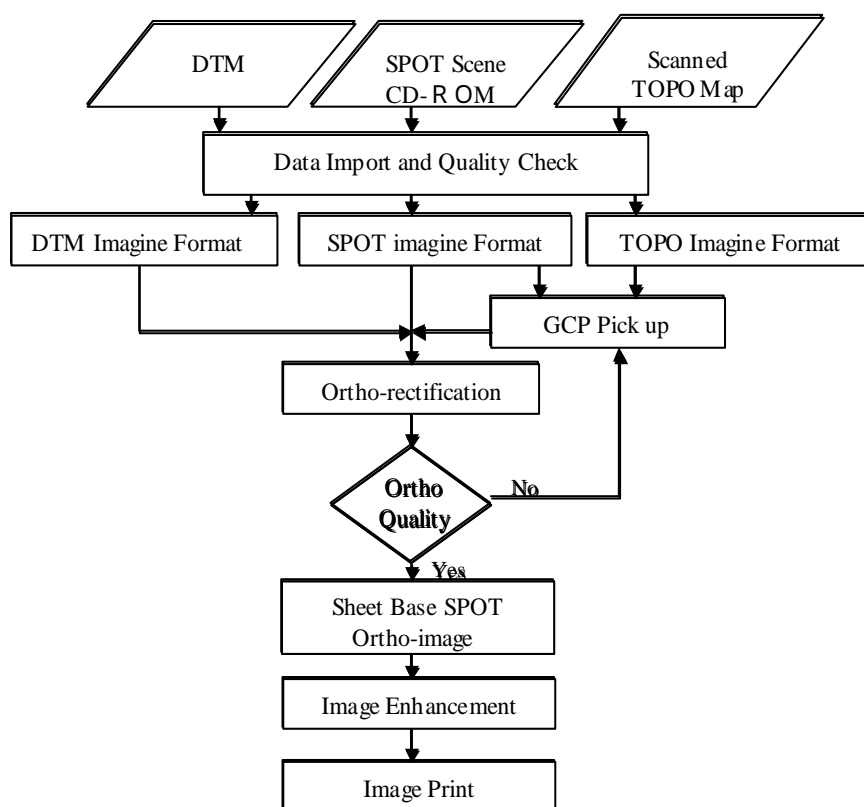 DTM
SPOT Scene
CD-ROM
Scanned
TOPO Map
Data Import and Quality Check
DTM Imagine Format
SPOT imagine Format
TOPO Imagine Format
GCP Pick up
Ortho-rectification
Ortho
Quality
No
Yes
Sheet Base SPOT
Ortho-image
Image Enhancement
Image Print